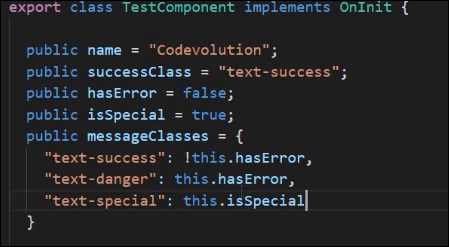 export class TestComponent implements OnInit {
public name = "Codevolution";
public successClass = "text-success";
public hasError = false;
public isSpecial = true;
public messageClasses = {
"text-success": !this.hasError,
"text-danger": this.hasError,
"text-special": this.isSpecial
}